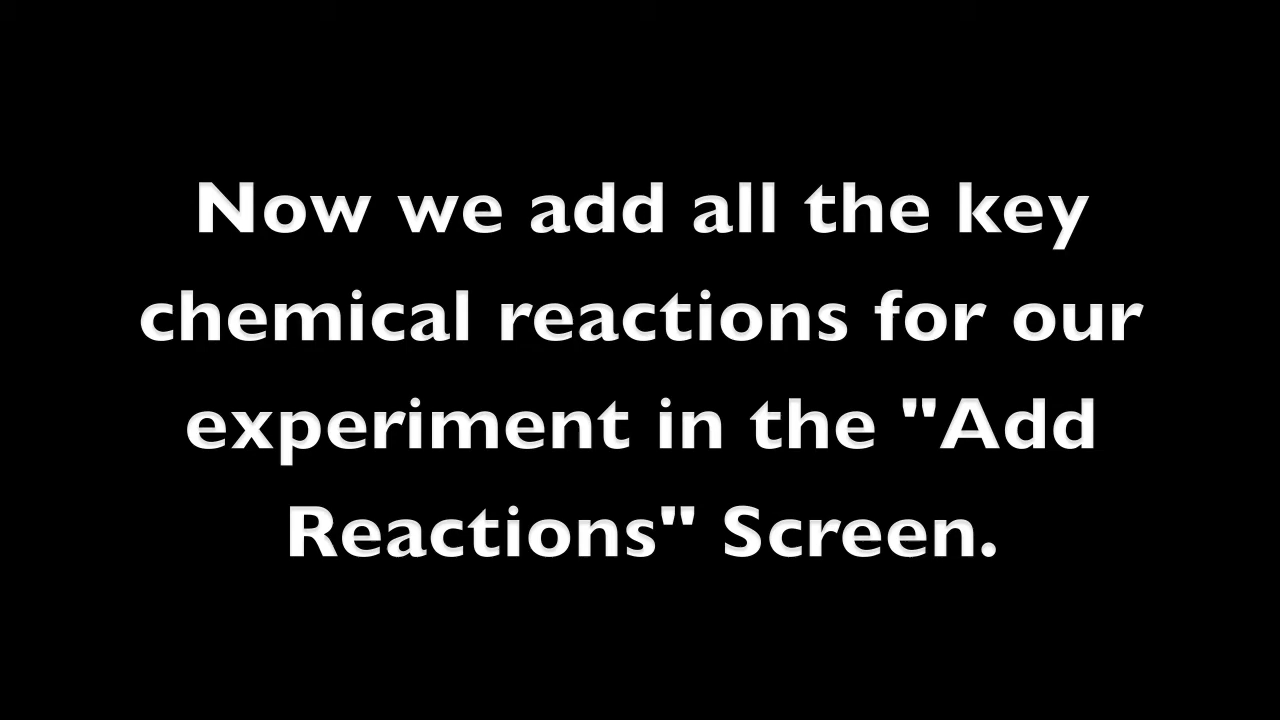 Now we add all the key
chemical reactions for our
experiment in the "Add
Reactions" Screen.